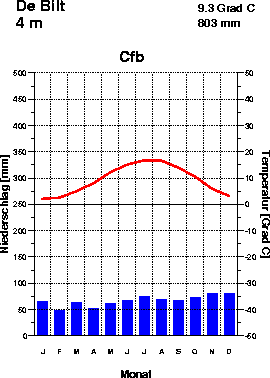 De Bilt
4 m
9.3 Grad C
803 mm
Cfb
500
450
400
350
300
250
200
150
100
50
0
50
40
30
20
10
0
-10
-20
-30
-40
-50
Niederschlag [mm]
Temperatur [Grad C]
J F M A M J J A S O N D
Monat